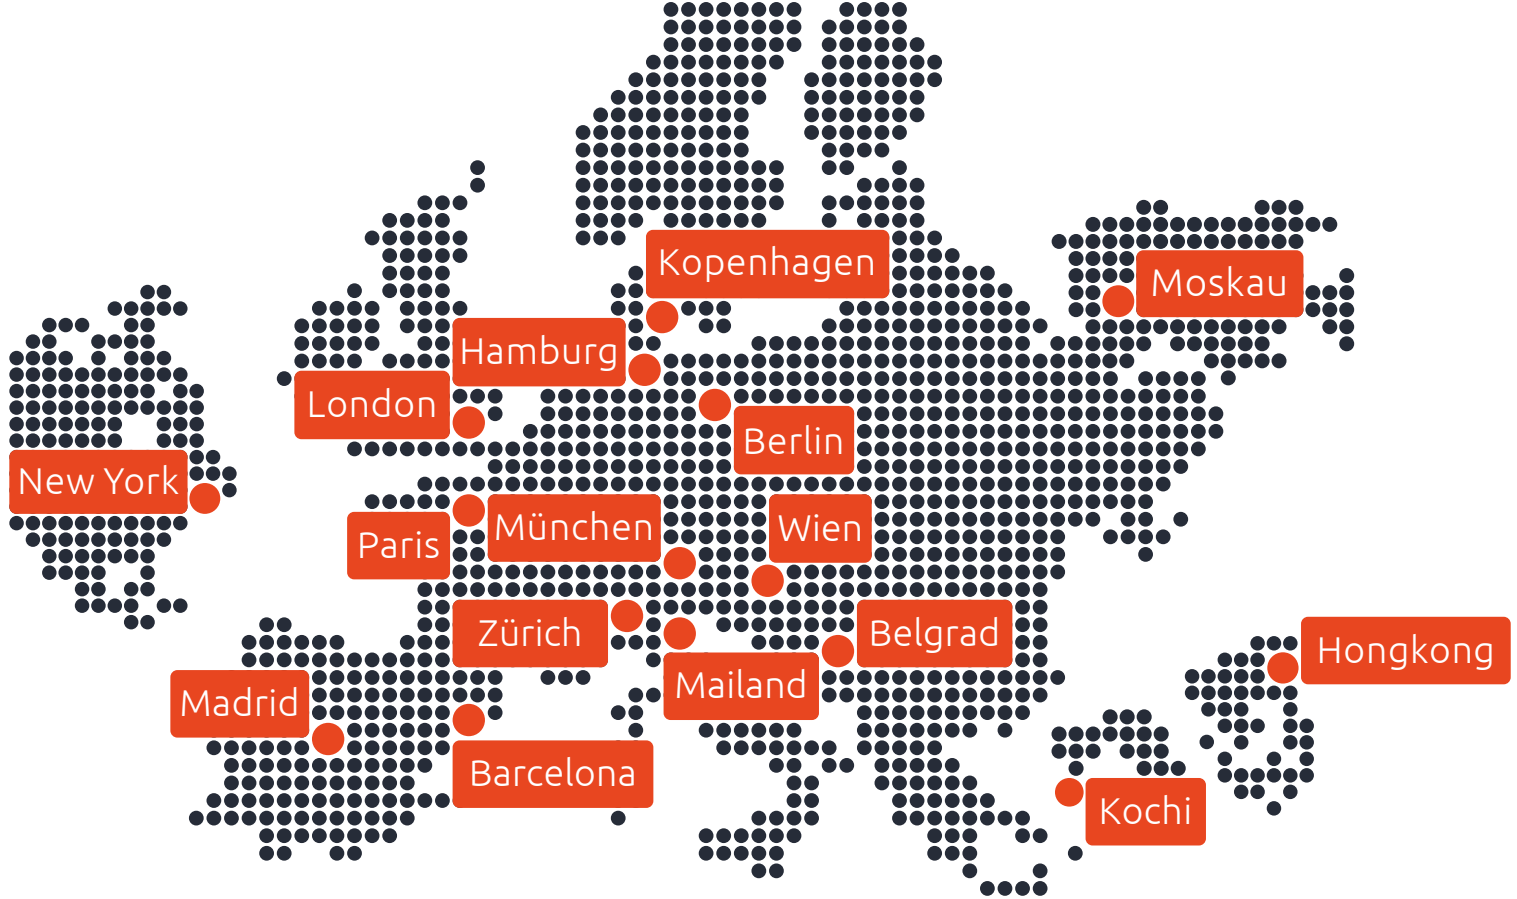 Kopenhagen
Moskau
Hamburg
London
Berlin
New York
München
Wien
Paris
Zürich
Belgrad
Hongkong
Mailand
Madrid
Barcelona
Kochi